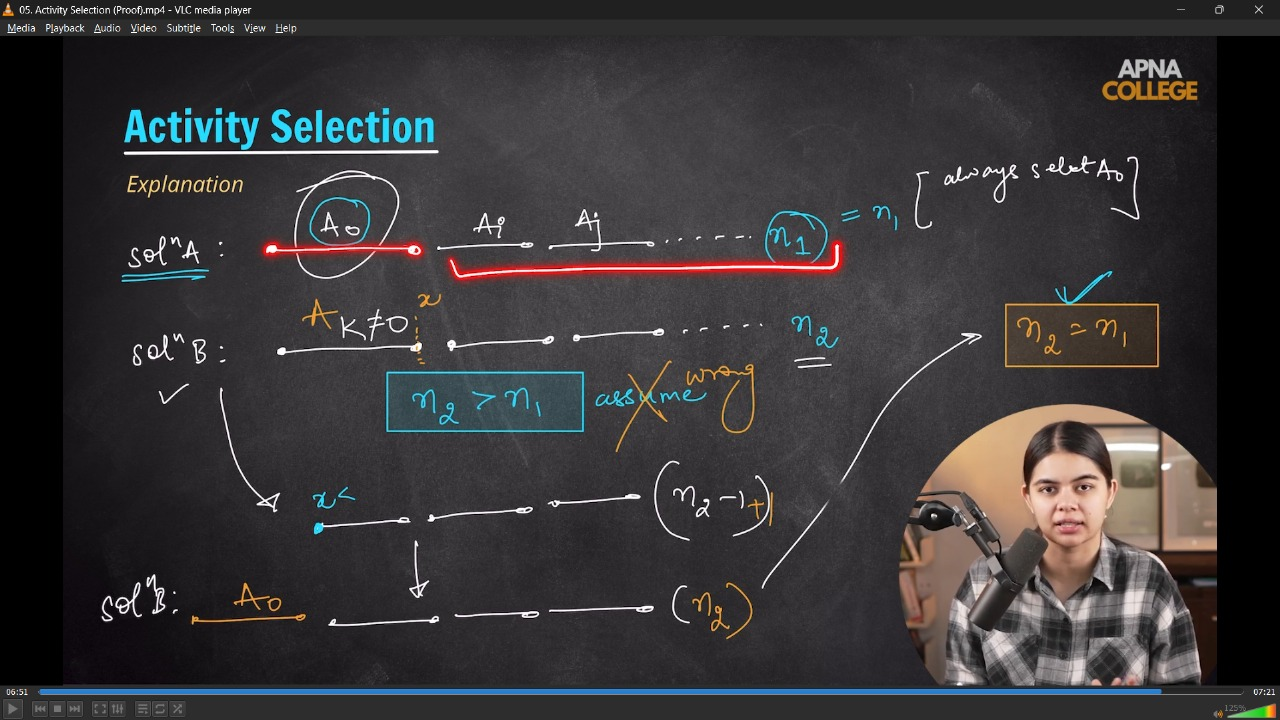 05. Activity Selection (Proof).mp4 - VLC media player
Media Playback Audio Video Subtitle Tools View Help
APNA
COLLEGE
Activity Selection
Explanation
[always select A₀]
solⁿ A : A₀ Ai Aj ...... n₁ = n₁
x
solⁿ B : A K≠0 ..... n₂
n₂ = n₁
n₂ > n₁ assume wrong
x< (n₂ -1)+1
solⁿ B: A₀ (n₂)
06:51
07:21
125%